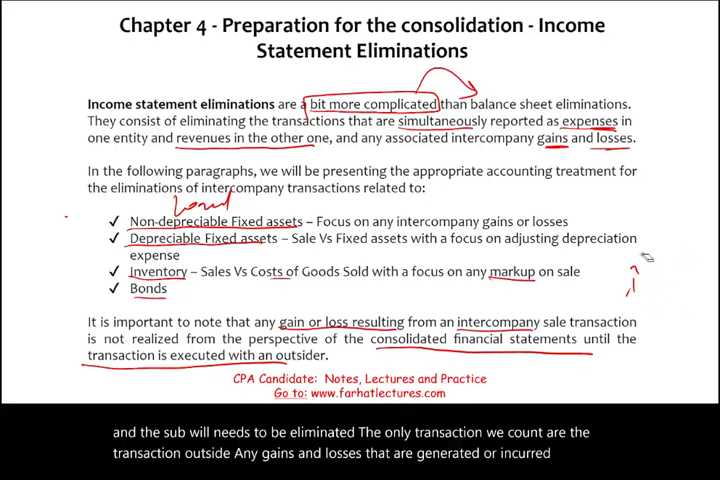 Chapter 4 - Preparation for the consolidation - Income
Statement Eliminations
Income statement eliminations are a bit more complicated than balance sheet eliminations.
They consist of eliminating the transactions that are simultaneously reported as expenses in
one entity and revenues in the other one, and any associated intercompany gains and losses.
In the following paragraphs, we will be presenting the appropriate accounting treatment for
the eliminations of intercompany transactions related to:
✓ Non-depreciable Fixed assets – Focus on any intercompany gains or losses
✓ Depreciable Fixed assets – Sale Vs Fixed assets with a focus on adjusting depreciation
expense
✓ Inventory – Sales Vs Costs of Goods Sold with a focus on any markup on sale
✓ Bonds
It is important to note that any gain or loss resulting from an intercompany sale transaction
is not realized from the perspective of the consolidated financial statements until the
transaction is executed with an outsider.
CPA Candidate: Notes, Lectures and Practice
Go to: www.farhatlectures.com
and the sub will needs to be eliminated The only transaction we count are the
transaction outside Any gains and losses that are generated or incurred